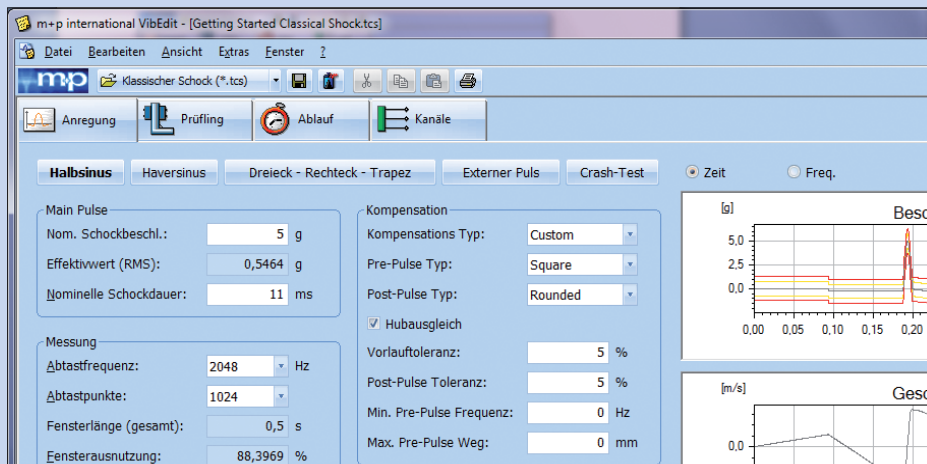 m+p international VibEdit - [Getting Started Classical Shock.tcs]
Datei Bearbeiten Ansicht Extras Fenster ?
m+p Klassischer Schock (*.tcs)
Anregung Prüfling Ablauf Kanäle
Halbsinus Haversinus Dreieck - Rechteck - Trapez Externer Puls Crash-Test Zeit Freq.
Main Pulse
Nom. Schockbeschl.: 5 g
Effektivwert (RMS): 0,5464 g
Nominelle Schockdauer: 11 ms
Messung
Abtastfrequenz: 2048 Hz
Abtastpunkte: 1024
Fensterlänge (gesamt): 0,5 s
Fensterausnutzung: 88,3969 %
Kompensation
Kompensations Typ: Custom
Pre-Pulse Typ: Square
Post-Pulse Typ: Rounded
Hubausgleich
Vorlauftoleranz: 5 %
Post-Pulse Toleranz: 5 %
Min. Pre-Pulse Frequenz: 0 Hz
Max. Pre-Pulse Weg: 0 mm
[g] Besc
5,0
2,5
0,0
0,00 0,05 0,10 0,15 0,20
[m/s] Gesc
0,0